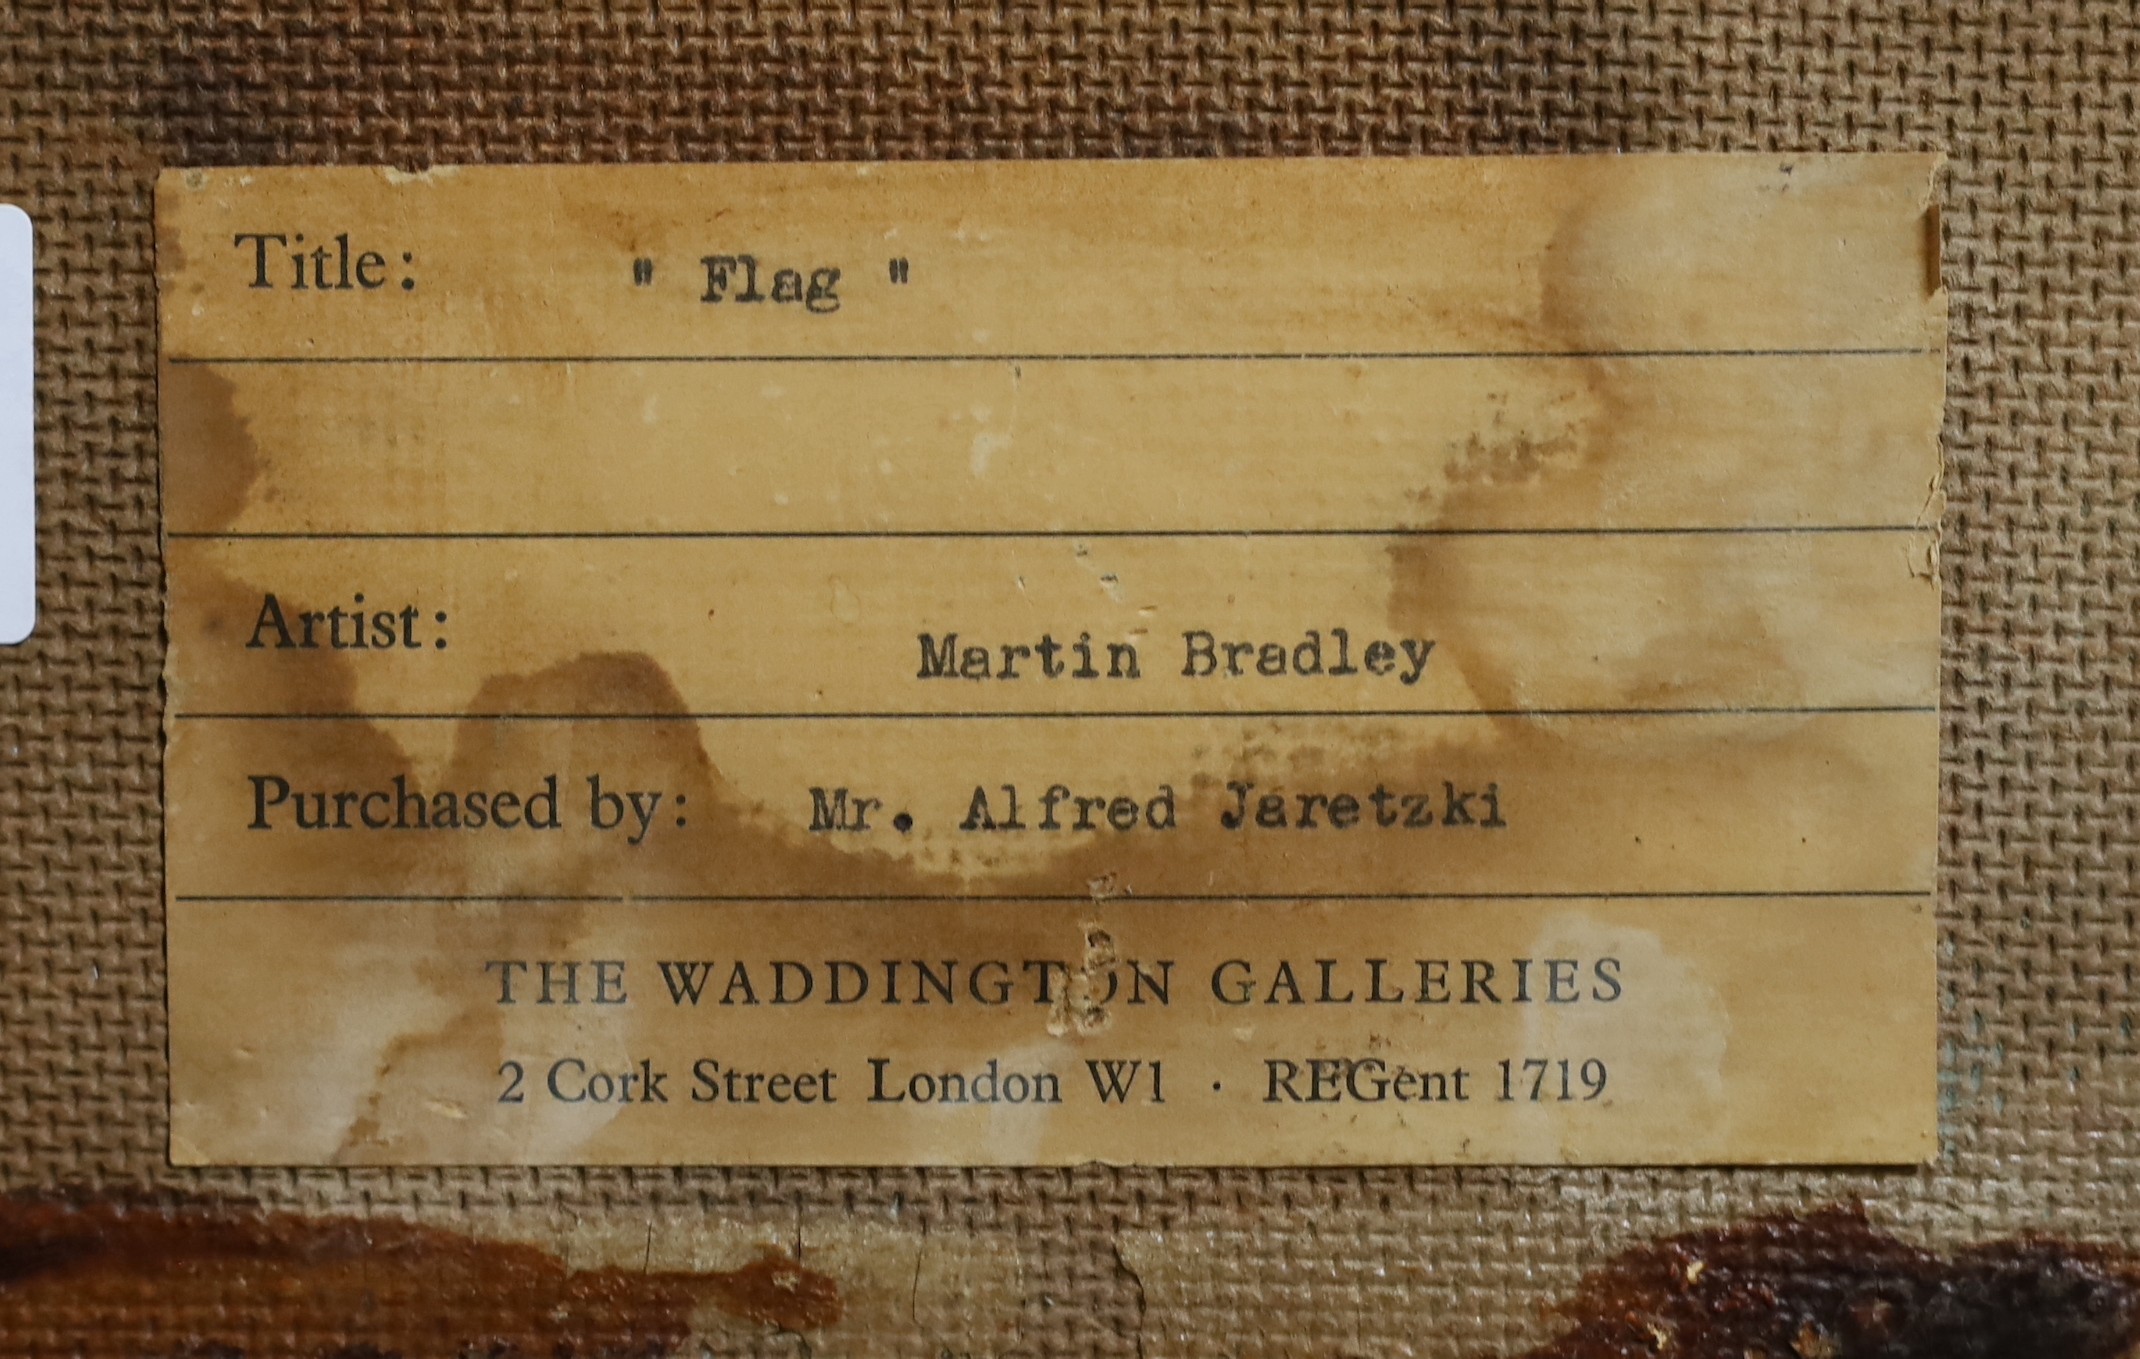 Title: " Flag "
Artist: Martin Bradley
Purchased by: Mr. Alfred Jaretzki
THE WADDINGTON GALLERIES
2 Cork Street London W1 · REGent 1719